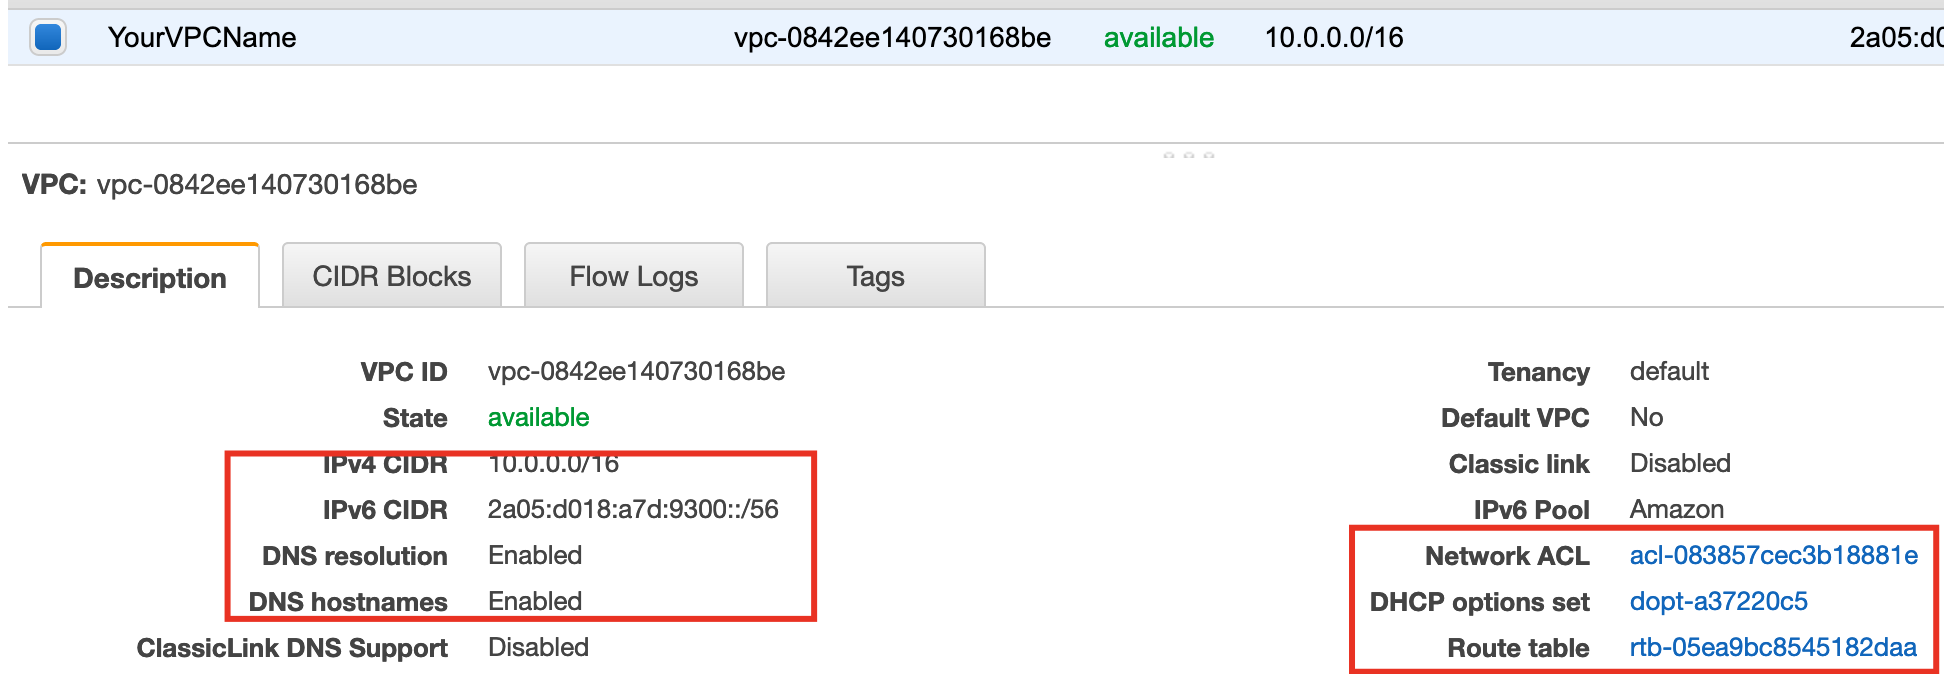 YourVPCName vpc-0842ee140730168be available 10.0.0.0/16 2a05:d0
VPC: vpc-0842ee140730168be
Description CIDR Blocks Flow Logs Tags
VPC ID vpc-0842ee140730168be Tenancy default
State available Default VPC No
IPv4 CIDR 10.0.0.0/16 Classic link Disabled
IPv6 CIDR 2a05:d018:a7d:9300::/56 IPv6 Pool Amazon
DNS resolution Enabled Network ACL acl-083857cec3b18881e
DNS hostnames Enabled DHCP options set dopt-a37220c5
ClassicLink DNS Support Disabled Route table rtb-05ea9bc8545182daa